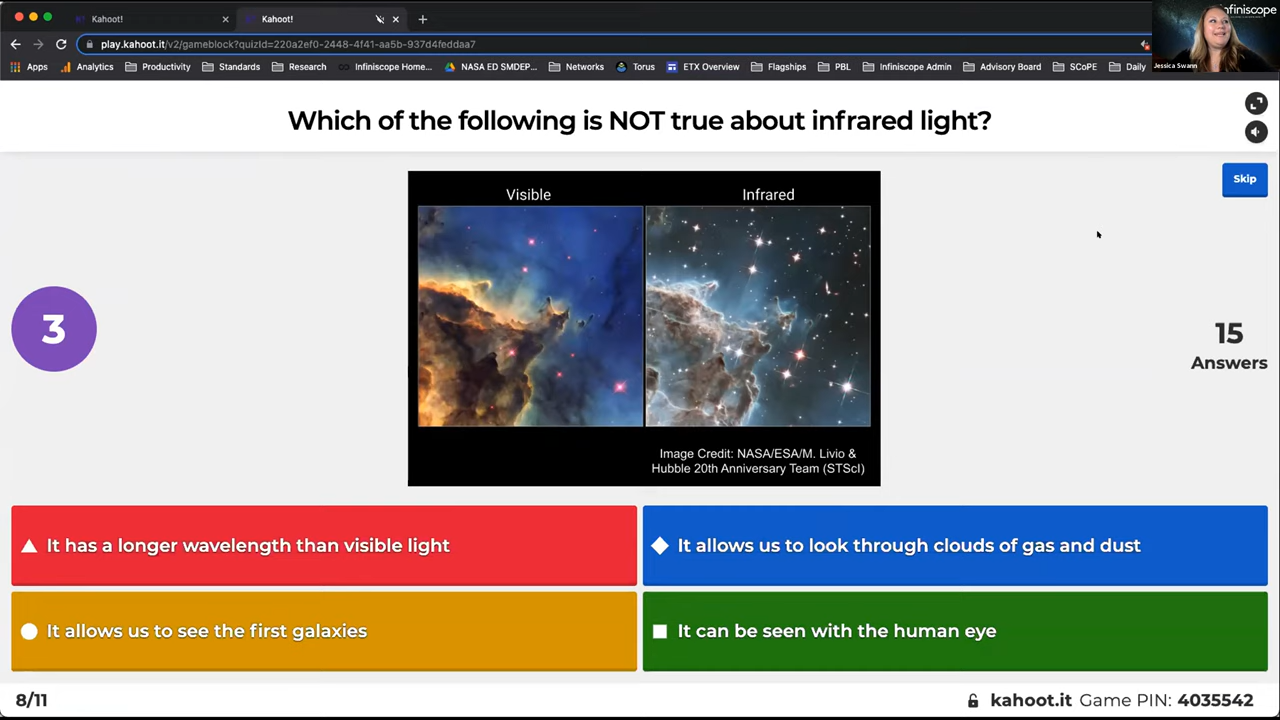 Kahoot!
Kahoot!
play.kahoot.it/v2/gameblock?quizId=220a2ef0-2448-4f41-aa5b-937d4feddaa7
Apps Analytics Productivity Standards Research Infiniscope Home... NASA ED SMDEP... Networks Torus ETX Overview Flagships PBL Infiniscope Admin Advisory Board SCoPE Daily
infiniscope
Jessica Swann
Which of the following is NOT true about infrared light?
Skip
Visible Infrared
3
15
Answers
Image Credit: NASA/ESA/M. Livio &
Hubble 20th Anniversary Team (STScI)
It has a longer wavelength than visible light
It allows us to look through clouds of gas and dust
It allows us to see the first galaxies
It can be seen with the human eye
8/11
kahoot.it Game PIN: 4035542